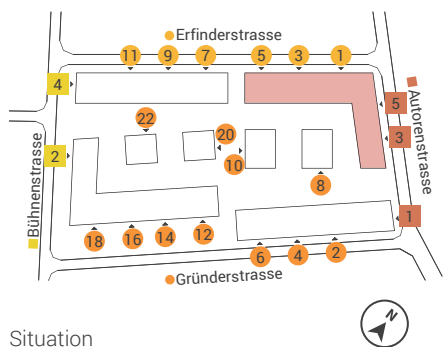 Erfinderstrasse
11 9 7 5 3 1
4
5
Autorenstrasse
22 20
3
2
10
8
Bühnenstrasse
1
18 16 14 12
6 4 2
Gründerstrasse
N
Situation